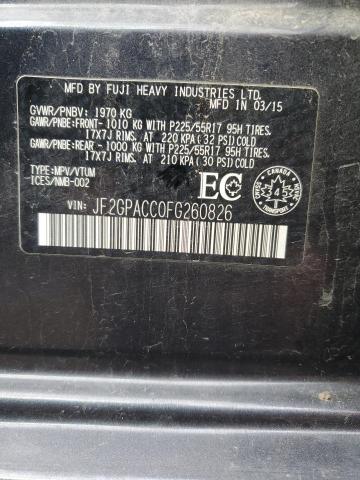 MFD BY FUJI HEAVY INDUSTRIES LTD.
MFD IN 03/15
GVWR/PNBV: 1970 KG
GAWR/PNBE:FRONT- 1010 KG WITH P225/55R17 95H TIRES.
17X7J RIMS. AT 220 KPA ( 32 PSI) COLD
GAWR/PNBE:REAR - 1000 KG WITH P225/55R17 95H TIRES.
17X7J RIMS. AT 210 KPA ( 30 PSI) COLD
TYPE:MPV/VTUM
ICES/NMB-002
EC
CANADA
4
TRANSPORT
VIN: JF2GPACC0FG260826